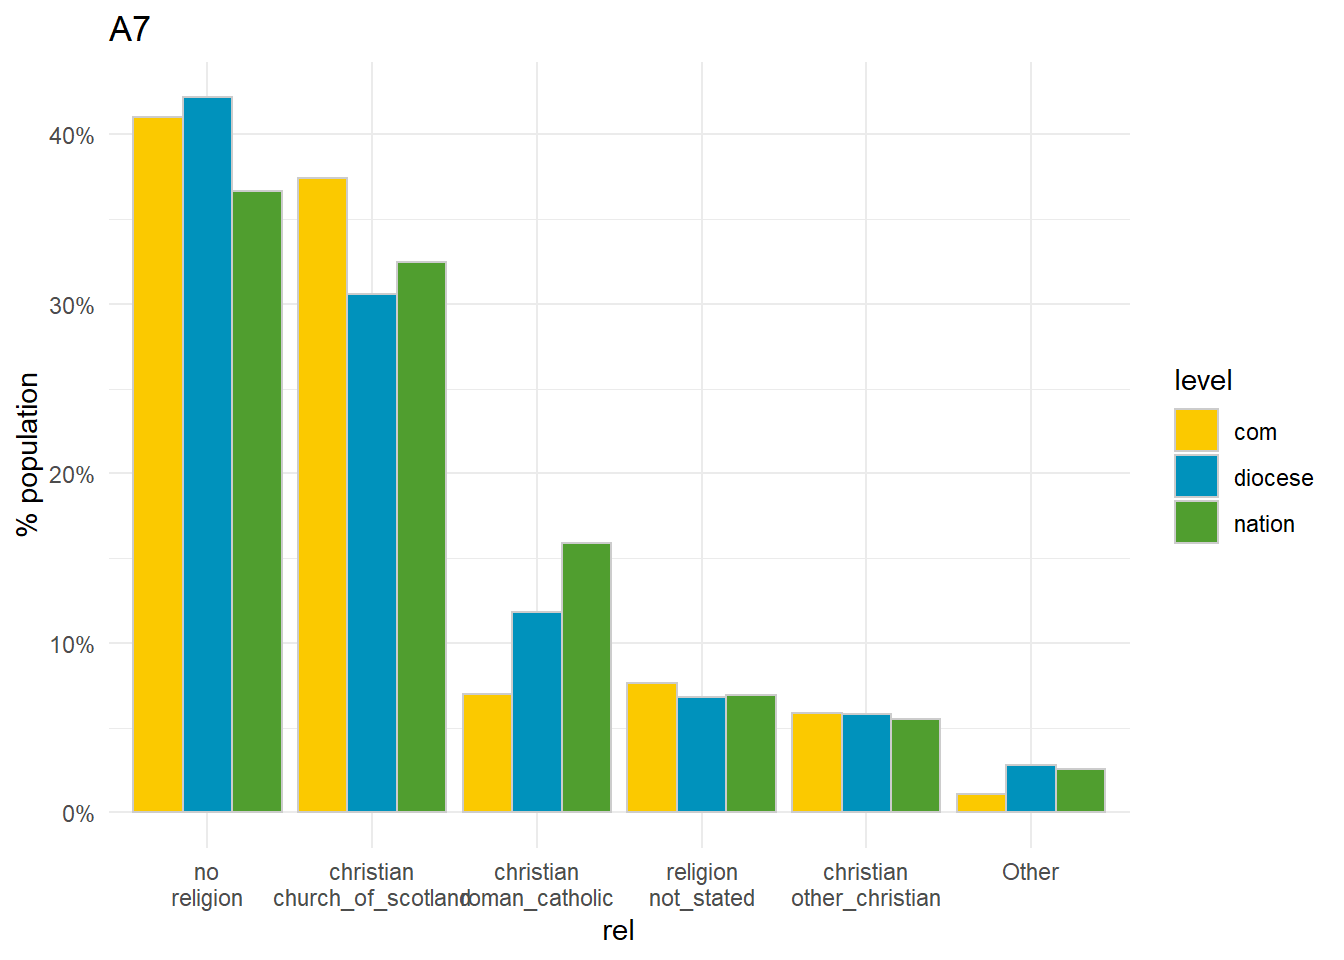 A7
40%
30%
20%
10%
0%
% population
no
religion
christian
church_of_scotland
christian
roman_catholic
religion
not_stated
christian
other_christian
Other
rel
level
com
diocese
nation